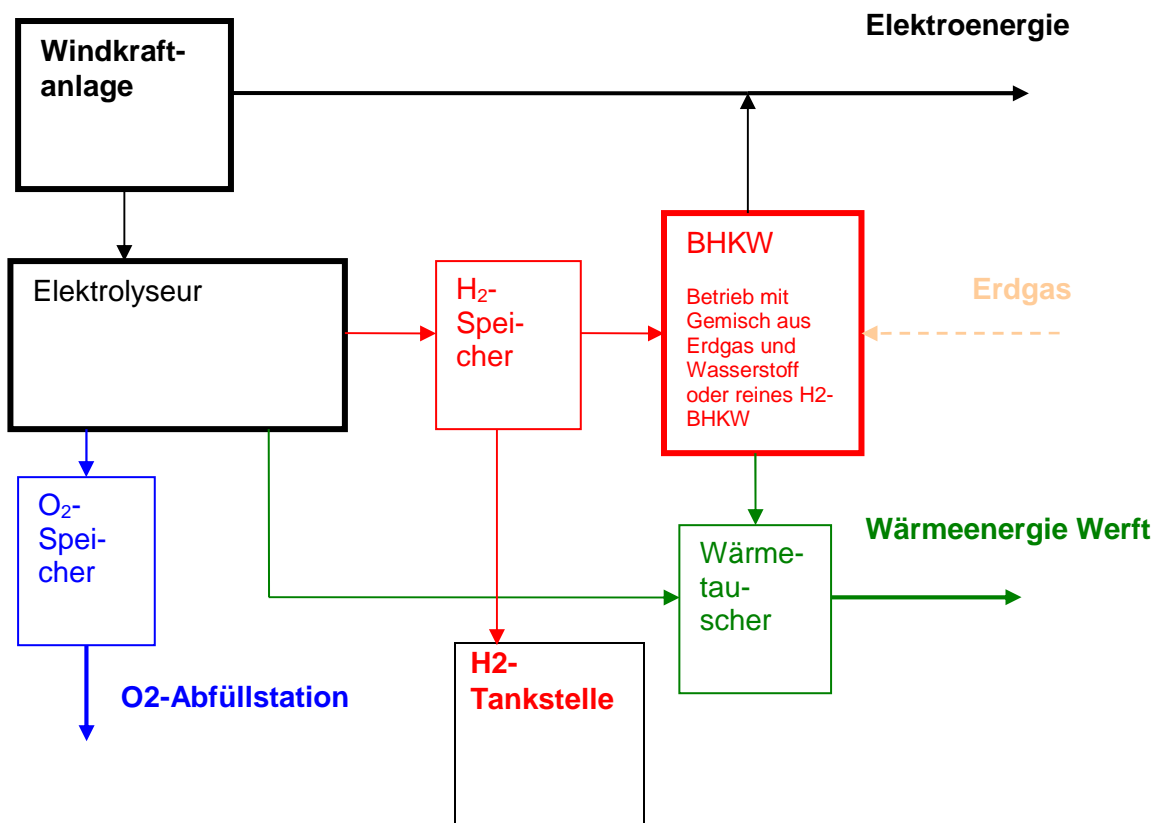 Elektroenergie
Windkraft-
anlage
BHKW
Elektrolyseur
H₂-
Spei-
cher
Betrieb mit
Gemisch aus
Erdgas und
Wasserstoff
oder reines H2-
BHKW
Erdgas
O₂-
Spei-
cher
Wärmeenergie Werft
Wärme-
tau-
scher
H2-
Tankstelle
O2-Abfüllstation